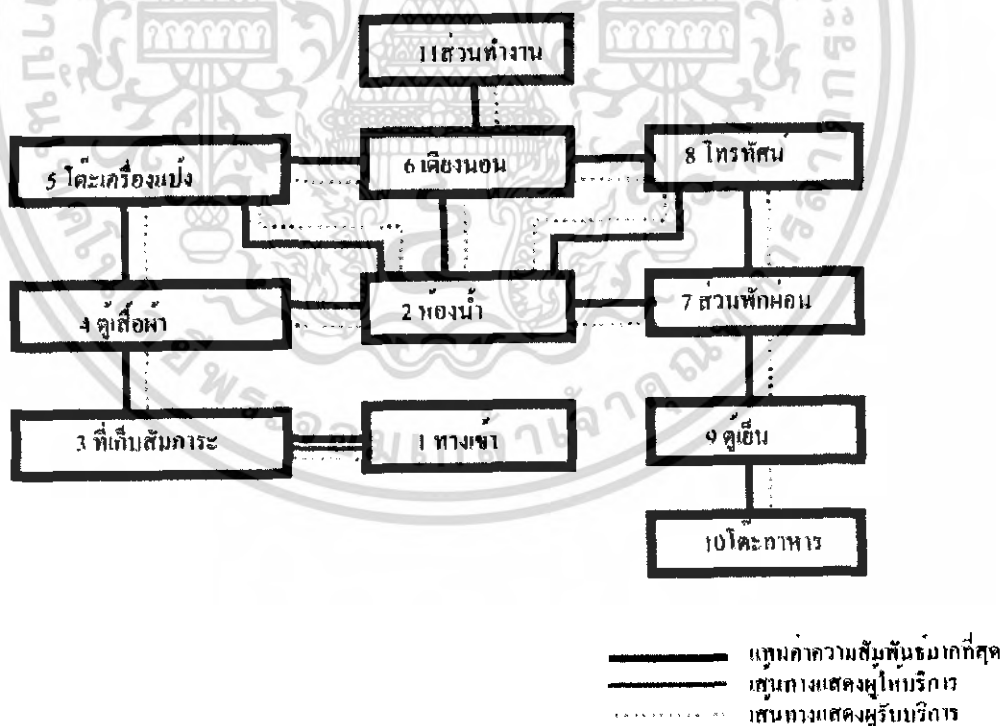 11ส่วนทำงาน
5 โต๊ะเครื่องแป้ง
6 เตียงนอน
8 โทรทัศน์
4 ตู้เสื้อผ้า
2 ห้องน้ำ
7 ส่วนพักผ่อน
3 ที่เก็บสัมภาระ
1 ทางเข้า
9 ตู้เย็น
10โต๊ะอาหาร
แทนค่าความสัมพันธ์มากที่สุด
เส้นทางแสดงผู้ให้บริการ
เส้นทางแสดงผู้รับบริการ